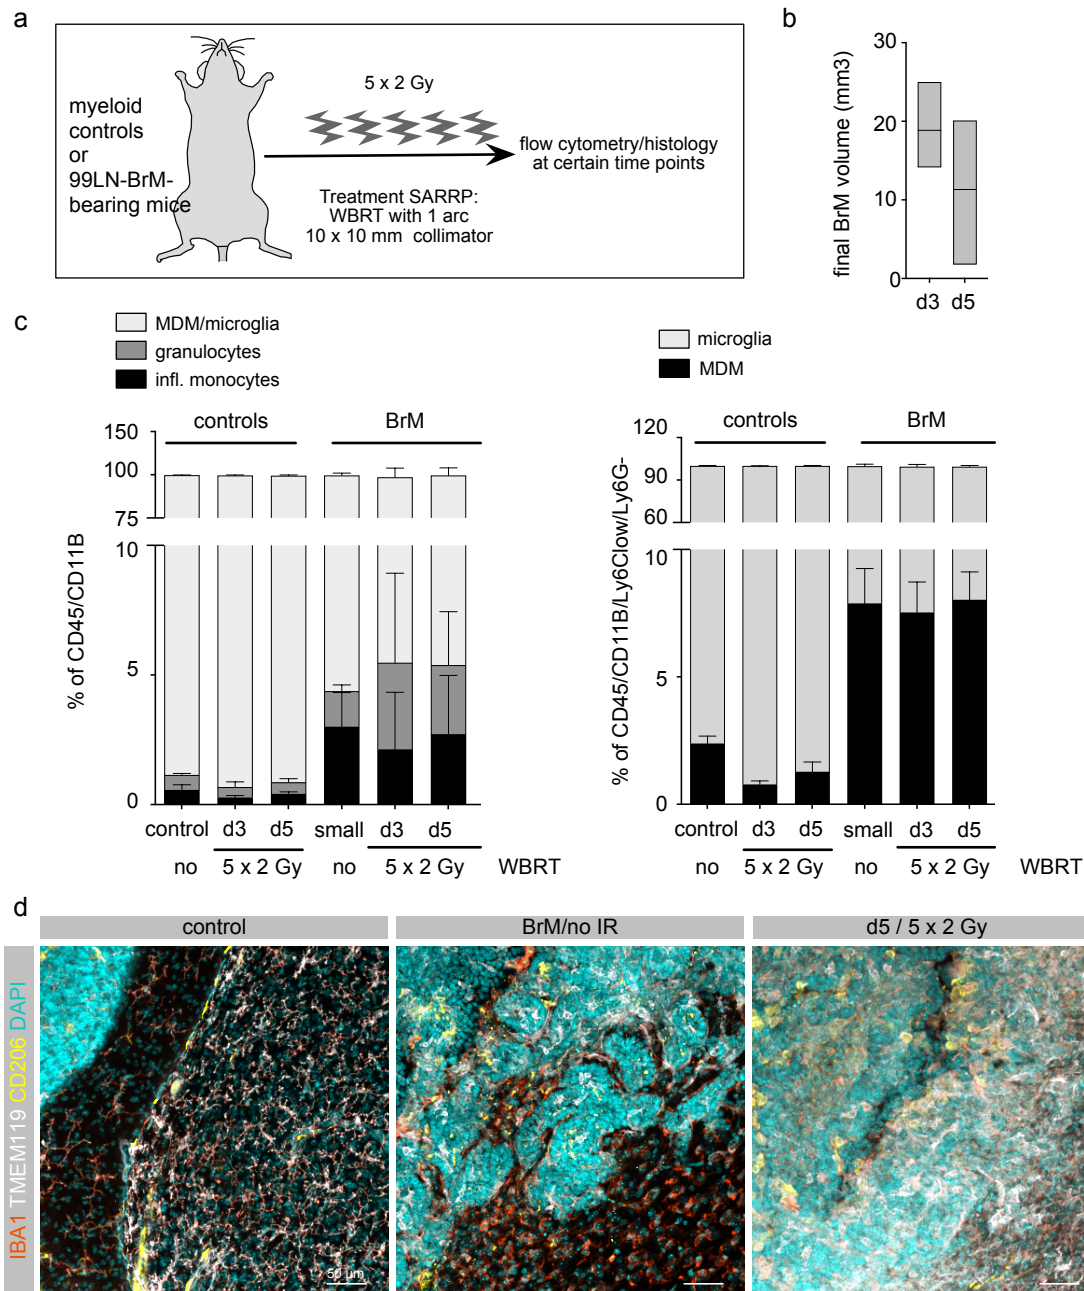 a
myeloid
controls
or
99LN-BrM-
bearing mice
5 x 2 Gy
Treatment SARRP:
WBRT with 1 arc
10 x 10 mm collimator
flow cytometry/histology
at certain time points
b
final BrM volume (mm3)
30
20
10
0
d3 d5
c
MDM/microglia
granulocytes
infl. monocytes
controls BrM
% of CD45/CD11B
150
100
75
10
5
0
control d3 d5 small d3 d5
no 5 x 2 Gy no 5 x 2 Gy WBRT
microglia
MDM
controls BrM
% of CD45/CD11B/Ly6Clow/Ly6G-
120
90
60
10
5
0
control d3 d5 small d3 d5
no 5 x 2 Gy no 5 x 2 Gy WBRT
d
control BrM/no IR d5 / 5 x 2 Gy
IBA1 TMEM119 CD206 DAPI
50 µm